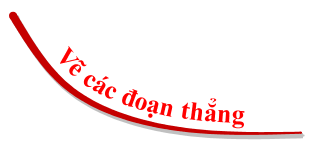 Vẽ các đoạn thẳng